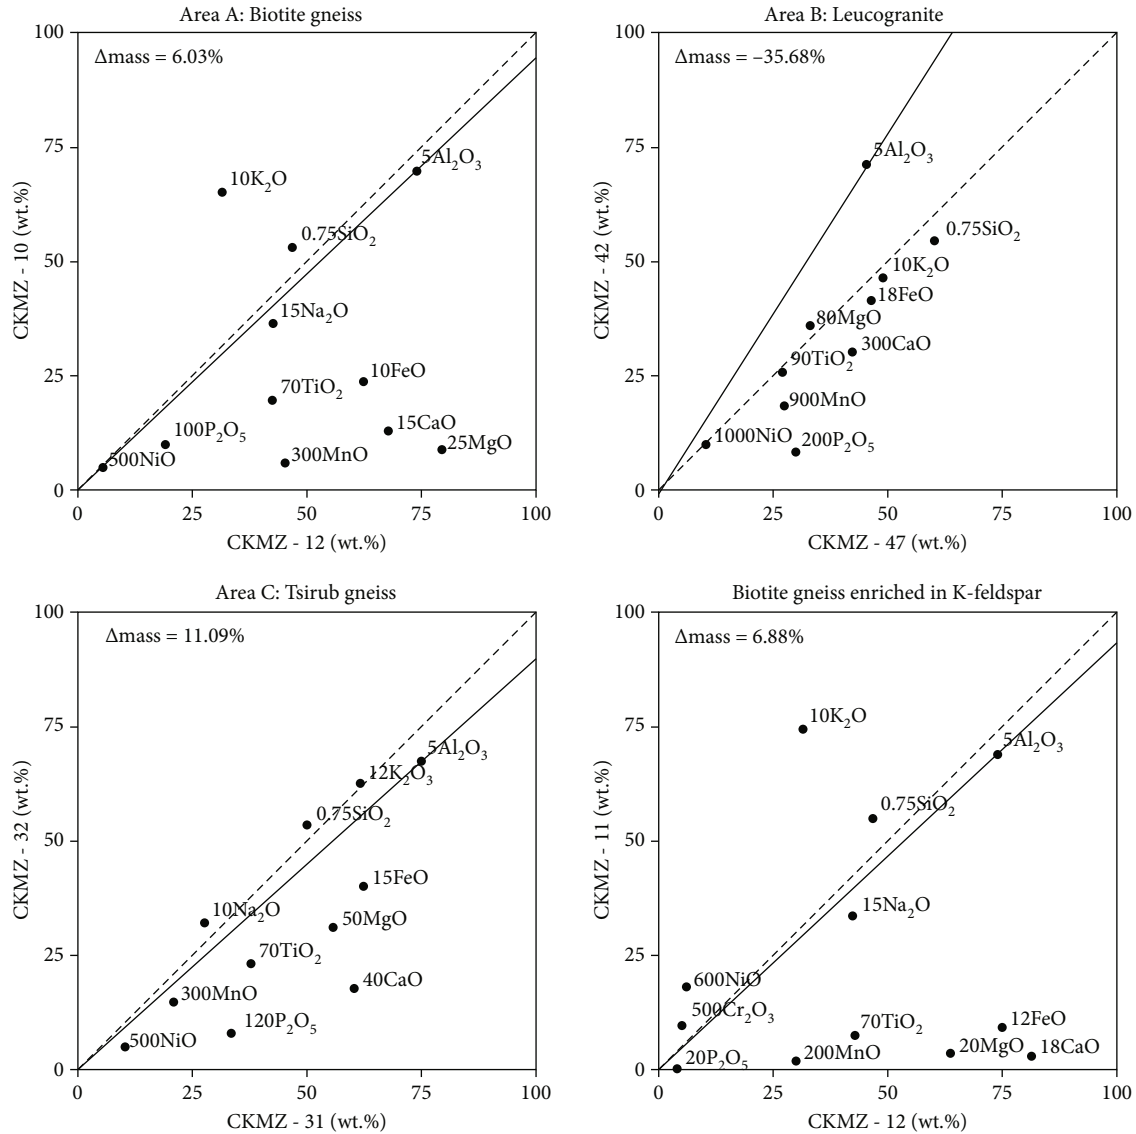 Area A: Biotite gneiss
100
Δmass = 6.03%
75
5Al₂O₃
10K₂O
0.75SiO₂
50
15Na₂O
10FeO
25
70TiO₂
100P₂O₅
15CaO
500NiO
300MnO
25MgO
0
0 25 50 75 100
CKMZ - 10 (wt.%)
CKMZ - 12 (wt.%)
Area B: Leucogranite
100
Δmass = –35.68%
75
5Al₂O₃
0.75SiO₂
50
10K₂O
18FeO
80MgO
300CaO
90TiO₂
25
900MnO
1000NiO
200P₂O₅
0
0 25 50 75 100
CKMZ - 42 (wt.%)
CKMZ - 47 (wt.%)
Area C: Tsirub gneiss
100
Δmass = 11.09%
75
5Al₂O₃
12K₂O₃
0.75SiO₂
50
15FeO
10Na₂O
50MgO
25
70TiO₂
40CaO
300MnO
120P₂O₅
500NiO
0
0 25 50 75 100
CKMZ - 32 (wt.%)
CKMZ - 31 (wt.%)
Biotite gneiss enriched in K-feldspar
100
Δmass = 6.88%
75
10K₂O
5Al₂O₃
0.75SiO₂
50
15Na₂O
25
600NiO
500Cr₂O₃
70TiO₂
12FeO
20P₂O₅
200MnO
20MgO
18CaO
0
0 25 50 75 100
CKMZ - 11 (wt.%)
CKMZ - 12 (wt.%)